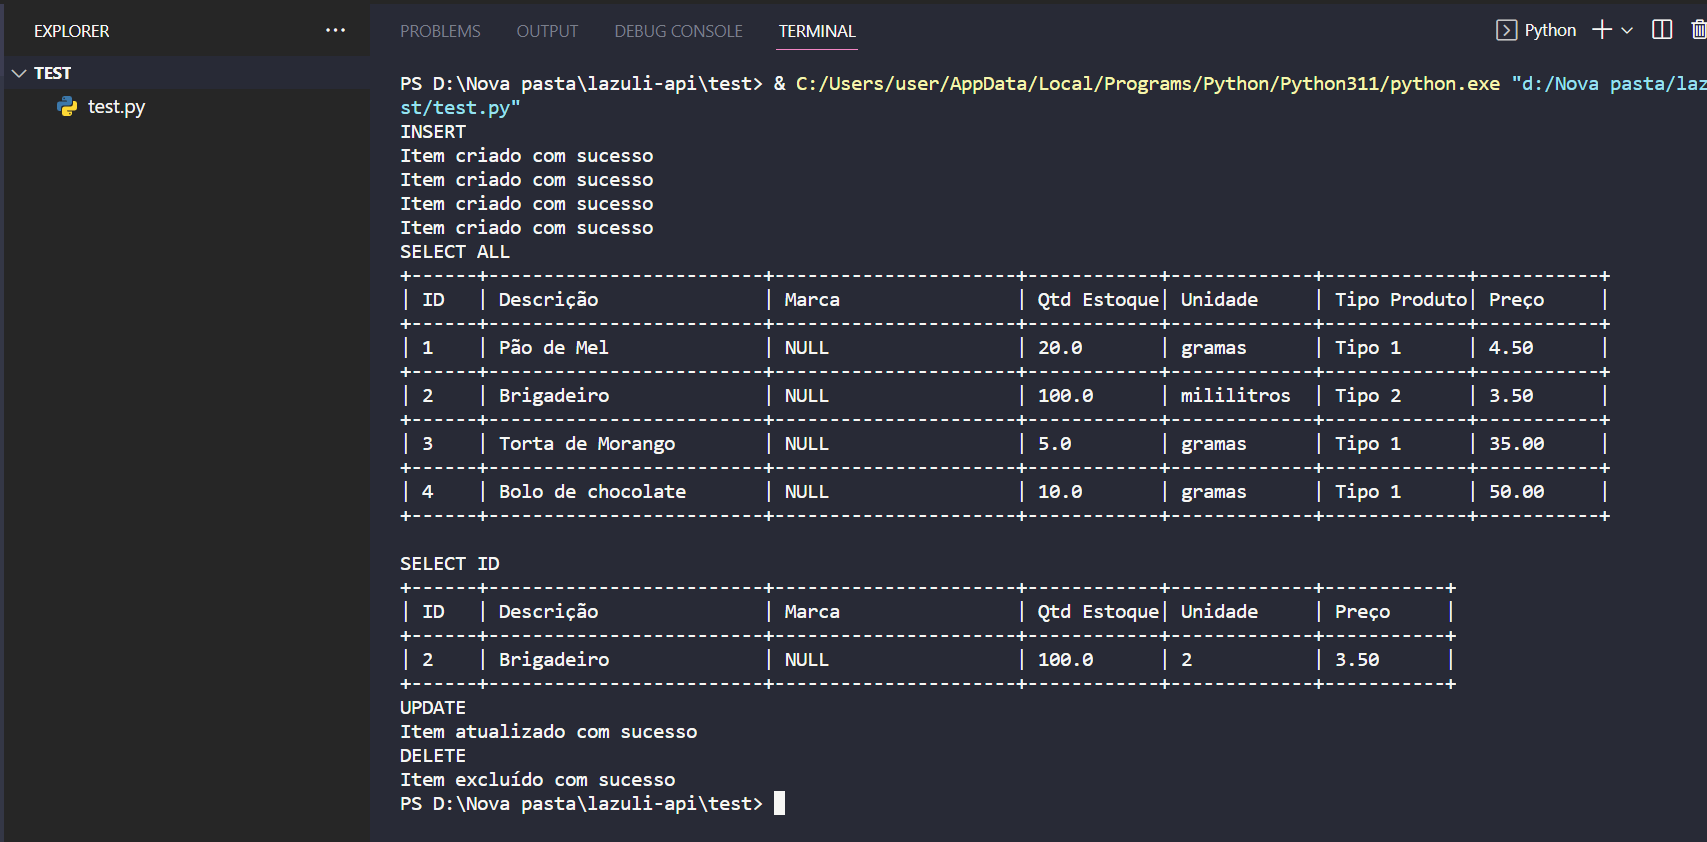 EXPLORER ···
TEST
test.py
PROBLEMS OUTPUT DEBUG CONSOLE TERMINAL
Python
PS D:\Nova pasta\lazuli-api\test> & C:/Users/user/AppData/Local/Programs/Python/Python311/python.exe "d:/Nova pasta/laz
st/test.py"
INSERT
Item criado com sucesso
Item criado com sucesso
Item criado com sucesso
Item criado com sucesso
SELECT ALL
+------+-------------------------+----------------------+------------+-------------+-------------+-----------+
| ID   | Descrição               | Marca                | Qtd Estoque| Unidade     | Tipo Produto| Preço     |
+------+-------------------------+----------------------+------------+-------------+-------------+-----------+
| 1    | Pão de Mel              | NULL                 | 20.0       | gramas      | Tipo 1      | 4.50      |
+------+-------------------------+----------------------+------------+-------------+-------------+-----------+
| 2    | Brigadeiro              | NULL                 | 100.0      | mililitros  | Tipo 2      | 3.50      |
+------+-------------------------+----------------------+------------+-------------+-------------+-----------+
| 3    | Torta de Morango        | NULL                 | 5.0        | gramas      | Tipo 1      | 35.00     |
+------+-------------------------+----------------------+------------+-------------+-------------+-----------+
| 4    | Bolo de chocolate       | NULL                 | 10.0       | gramas      | Tipo 1      | 50.00     |
+------+-------------------------+----------------------+------------+-------------+-------------+-----------+
SELECT ID
+------+-------------------------+----------------------+------------+-------------+-----------+
| ID   | Descrição               | Marca                | Qtd Estoque| Unidade     | Preço     |
+------+-------------------------+----------------------+------------+-------------+-----------+
| 2    | Brigadeiro              | NULL                 | 100.0      | 2           | 3.50      |
+------+-------------------------+----------------------+------------+-------------+-----------+
UPDATE
Item atualizado com sucesso
DELETE
Item excluído com sucesso
PS D:\Nova pasta\lazuli-api\test>